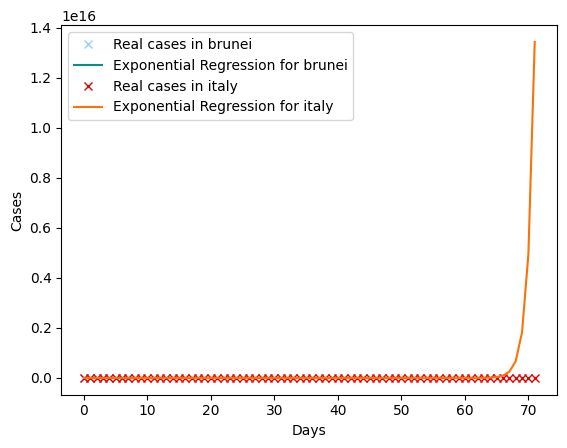 1e16
1.4
1.2
1.0
0.8
0.6
0.4
0.2
0.0
Cases
Real cases in brunei
Exponential Regression for brunei
Real cases in italy
Exponential Regression for italy
0 10 20 30 40 50 60 70
Days